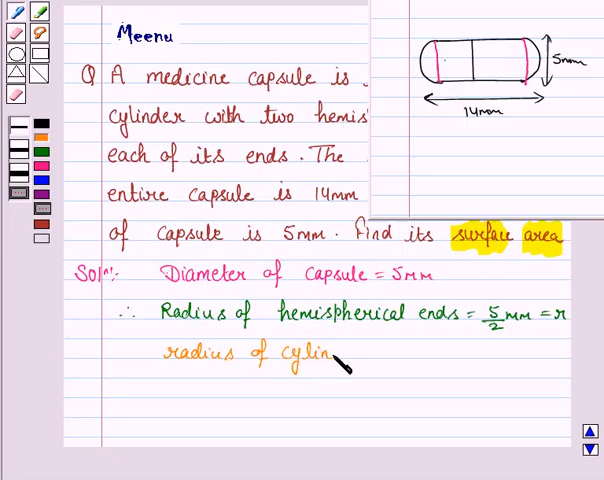 Meenu
Q A medicine capsule is
cylinder with two hemis
each of its ends. The
entire capsule is 14mm
of capsule is 5mm. Find its surface area
Solⁿ: Diameter of capsule = 5mm
∴ Radius of hemispherical ends = 5/2 mm = r
radius of cylin
5mm
14mm